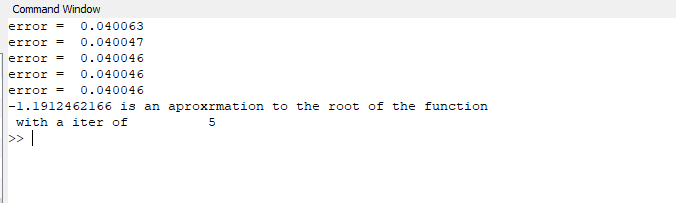 Command Window
error =  0.040063
error =  0.040047
error =  0.040046
error =  0.040046
error =  0.040046
-1.1912462166 is an aproxrmation to the root of the function
 with a iter of          5
>>